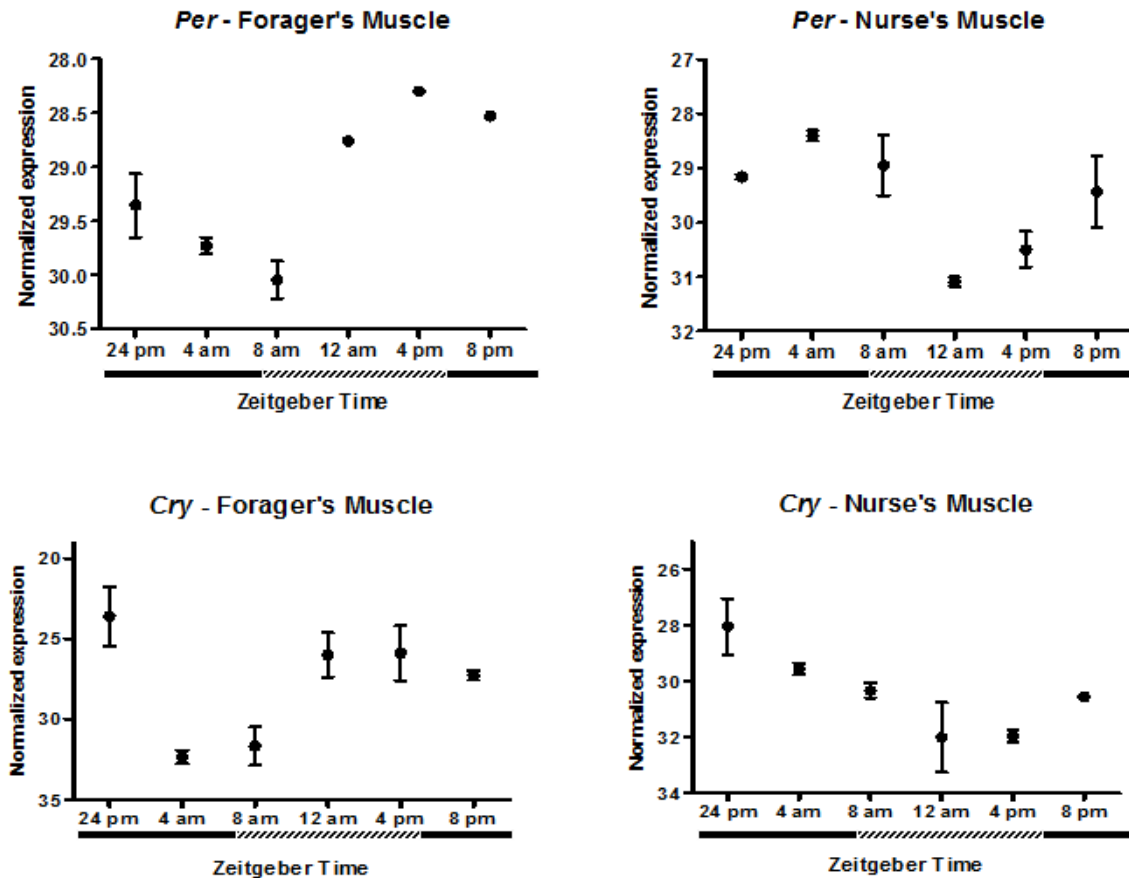 Per - Forager's Muscle
Normalized expression
28.0
28.5
29.0
29.5
30.0
30.5
24 pm 4 am 8 am 12 am 4 pm 8 pm
Zeitgeber Time
Per - Nurse's Muscle
Normalized expression
27
28
29
30
31
32
24 pm 4 am 8 am 12 am 4 pm 8 pm
Zeitgeber Time
Cry - Forager's Muscle
Normalized expression
20
25
30
35
24 pm 4 am 8 am 12 am 4 pm 8 pm
Zeitgeber Time
Cry - Nurse's Muscle
Normalized expression
26
28
30
32
34
24 pm 4 am 8 am 12 am 4 pm 8 pm
Zeitgeber Time